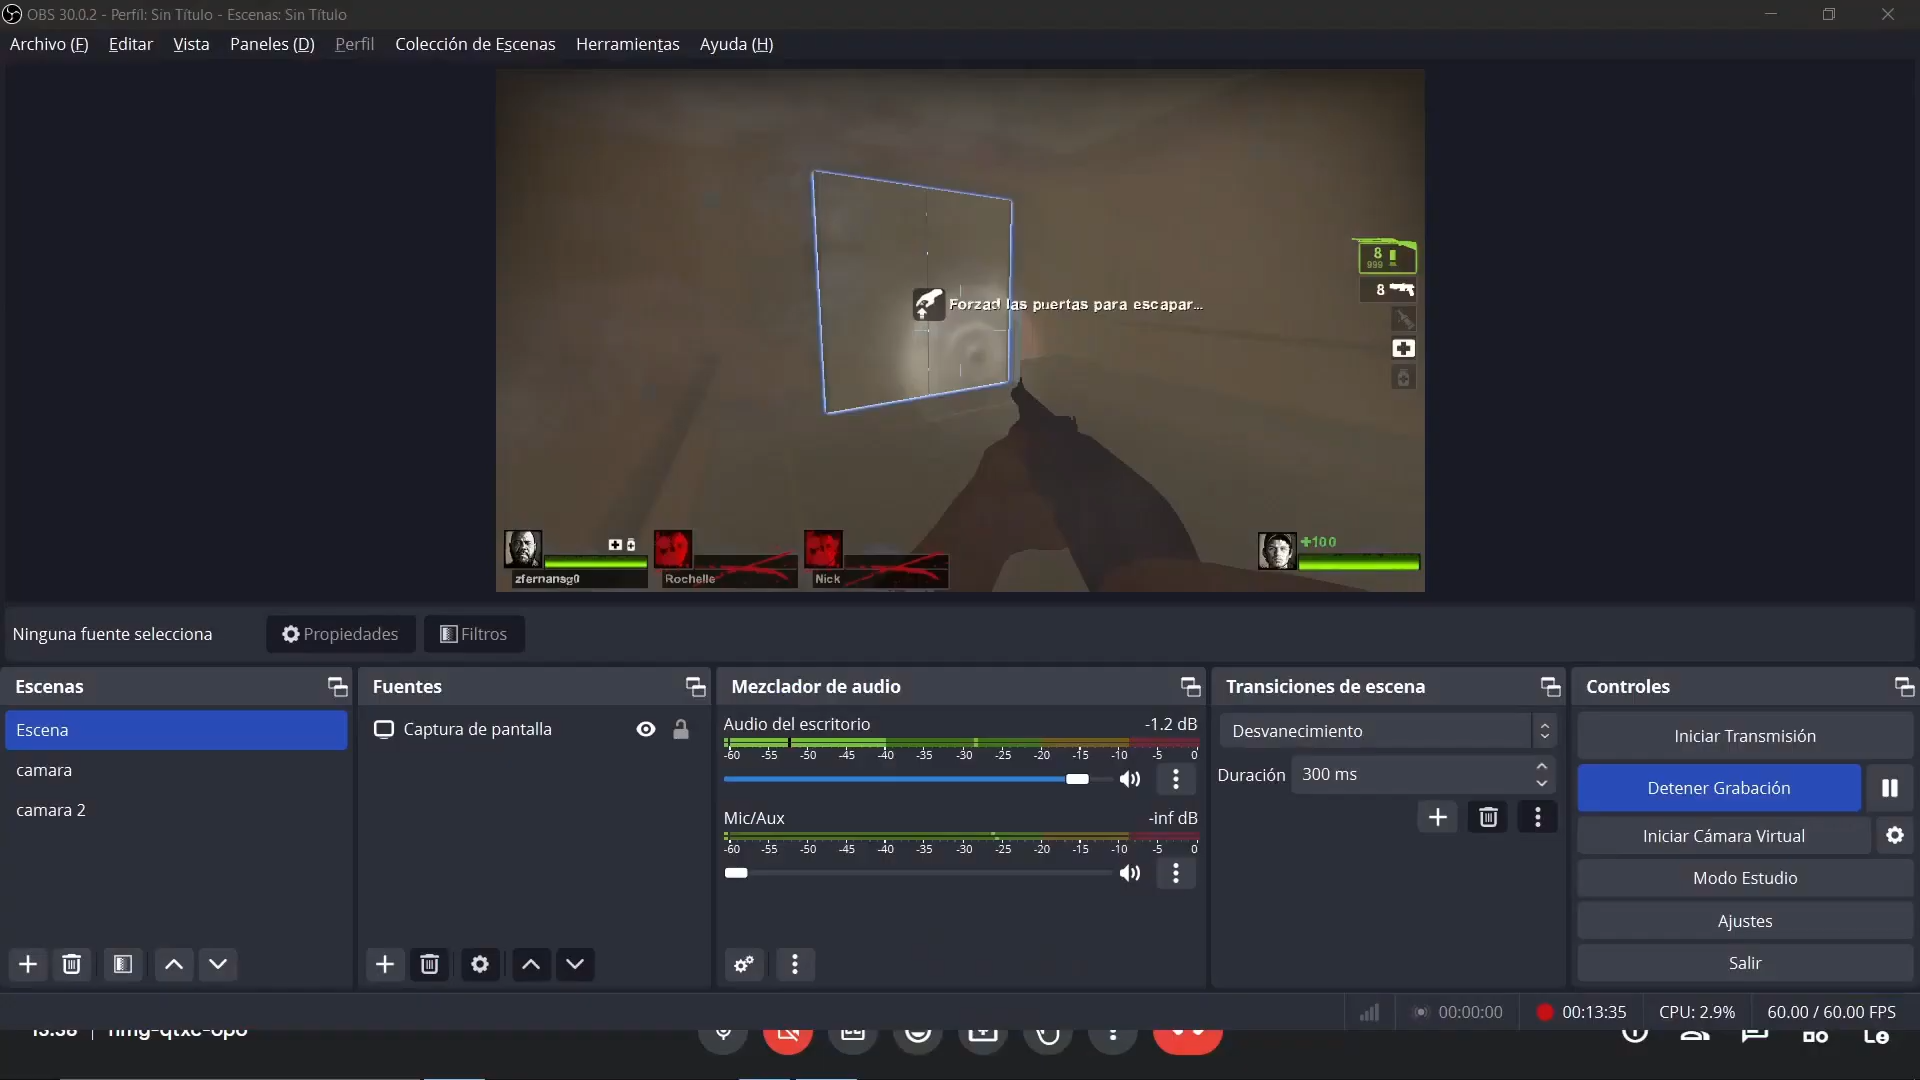 OBS 30.0.2 - Perfil: Sin Título - Escenas: Sin Título
Archivo (F) Editar Vista Paneles (D) Perfil Colección de Escenas Herramientas Ayuda (H)
Forzad las puertas para escapar...
8
999
8
+100
zfernansg0 Rochelle Nick
Ninguna fuente selecciona Propiedades Filtros
Escenas
Escena
camara
camara 2
Fuentes
Captura de pantalla
Mezclador de audio
Audio del escritorio -1.2 dB
-60 -55 -50 -45 -40 -35 -30 -25 -20 -15 -10 -5 0
Mic/Aux -inf dB
-60 -55 -50 -45 -40 -35 -30 -25 -20 -15 -10 -5 0
Transiciones de escena
Desvanecimiento
Duración 300 ms
Controles
Iniciar Transmisión
Detener Grabación
Iniciar Cámara Virtual
Modo Estudio
Ajustes
Salir
00:00:00 00:13:35 CPU: 2.9% 60.00 / 60.00 FPS